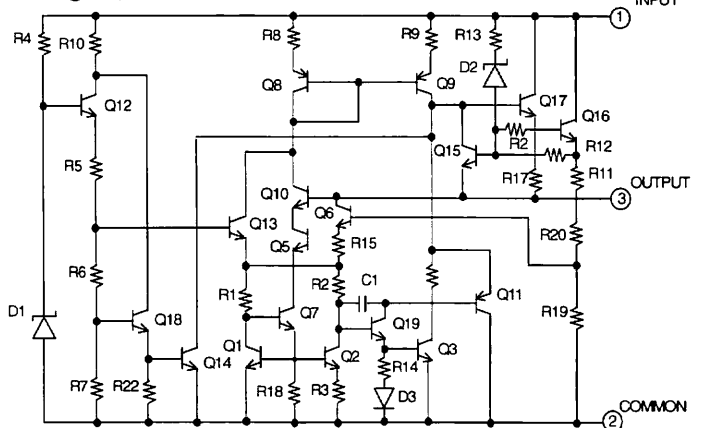 INPUT
1
R4
R10
R8
R9
R13
D2
Q8
Q9
Q12
Q17
Q16
R2
R12
Q15
R5
R17
R11
OUTPUT
3
Q10
Q6
Q13
Q5
R15
R20
R6
R2
C1
R1
Q11
D1
Q18
Q7
Q19
R19
Q1
Q2
Q3
Q14
R14
R7
R22
R18
R3
D3
COMMON
2